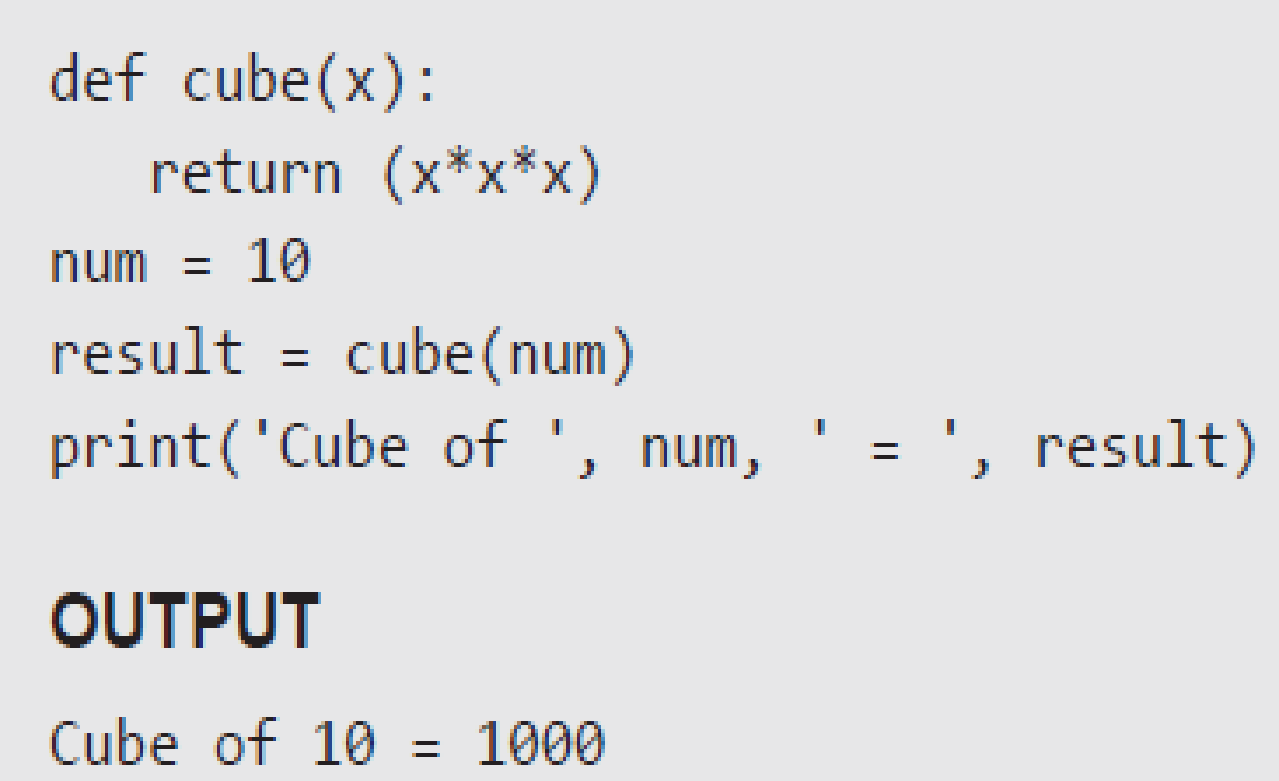 def cube(x):
   return (x*x*x)
num = 10
result = cube(num)
print('Cube of ', num, ' = ', result)
OUTPUT
Cube of 10 = 1000